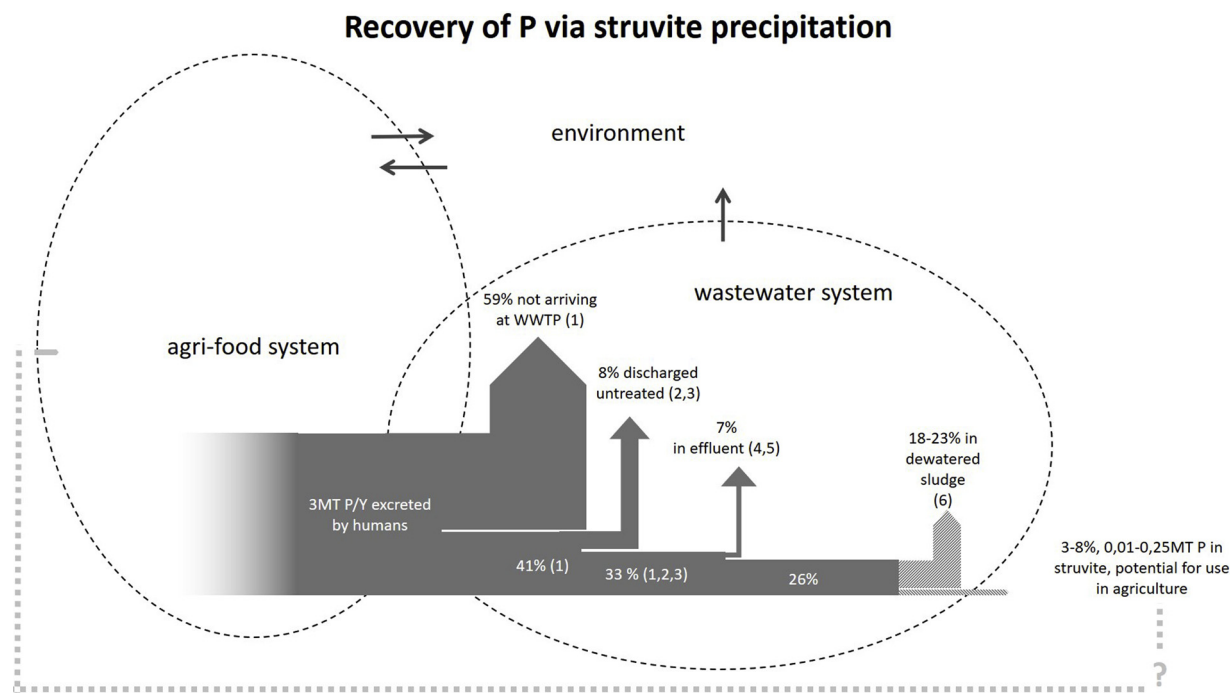 Recovery of P via struvite precipitation
environment
wastewater system
agri-food system
59% not arriving
at WWTP (1)
8% discharged
untreated (2,3)
7%
in effluent (4,5)
18-23% in
dewatered
sludge
(6)
3MT P/Y excreted
by humans
41% (1)
33 % (1,2,3)
26%
3-8%, 0,01-0,25MT P in
struvite, potential for use
in agriculture
?